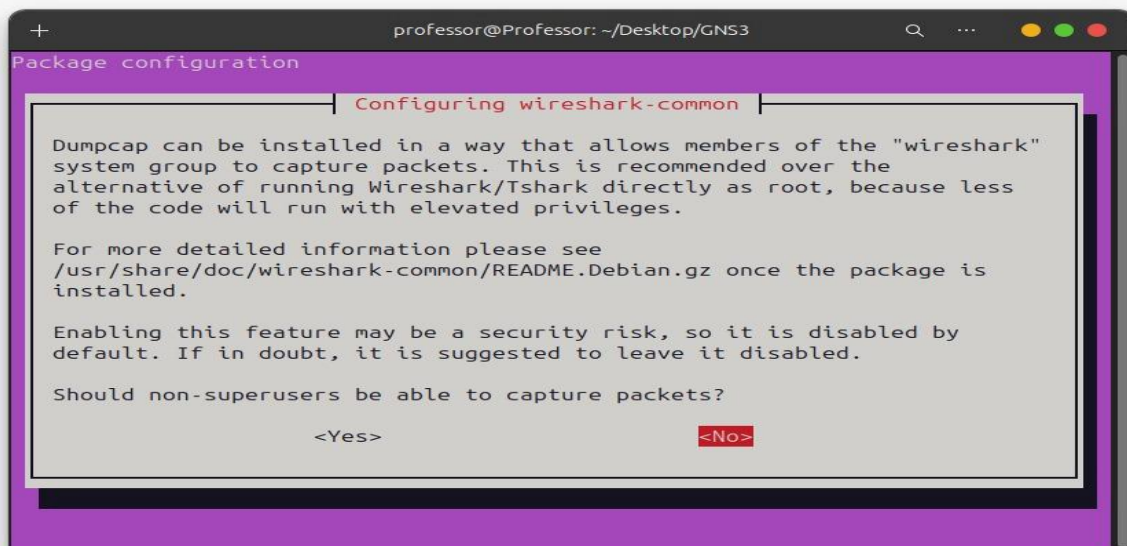 professor@Professor: ~/Desktop/GNS3
Package configuration
Configuring wireshark-common
Dumpcap can be installed in a way that allows members of the "wireshark"
system group to capture packets. This is recommended over the
alternative of running Wireshark/Tshark directly as root, because less
of the code will run with elevated privileges.
For more detailed information please see
/usr/share/doc/wireshark-common/README.Debian.gz once the package is
installed.
Enabling this feature may be a security risk, so it is disabled by
default. If in doubt, it is suggested to leave it disabled.
Should non-superusers be able to capture packets?
<Yes> <No>